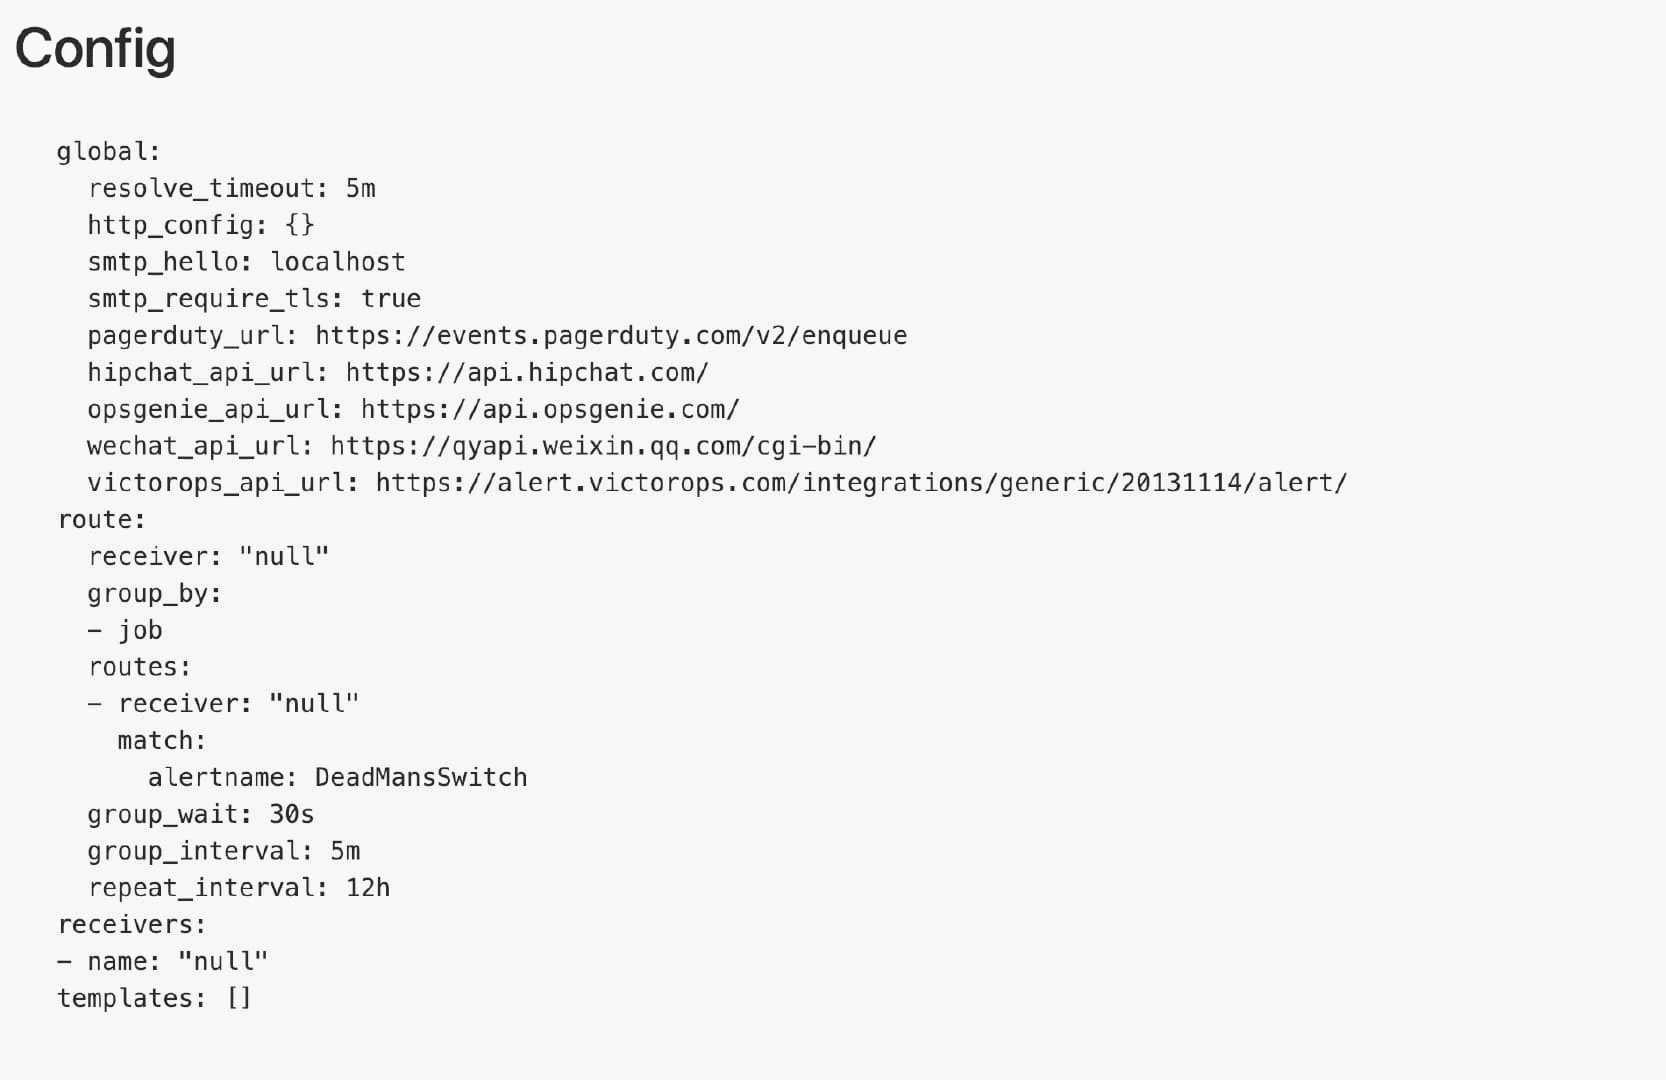 Config
global:
  resolve_timeout: 5m
  http_config: {}
  smtp_hello: localhost
  smtp_require_tls: true
  pagerduty_url: https://events.pagerduty.com/v2/enqueue
  hipchat_api_url: https://api.hipchat.com/
  opsgenie_api_url: https://api.opsgenie.com/
  wechat_api_url: https://qyapi.weixin.qq.com/cgi-bin/
  victorops_api_url: https://alert.victorops.com/integrations/generic/20131114/alert/
route:
  receiver: "null"
  group_by:
  - job
  routes:
  - receiver: "null"
    match:
      alertname: DeadMansSwitch
  group_wait: 30s
  group_interval: 5m
  repeat_interval: 12h
receivers:
- name: "null"
templates: []